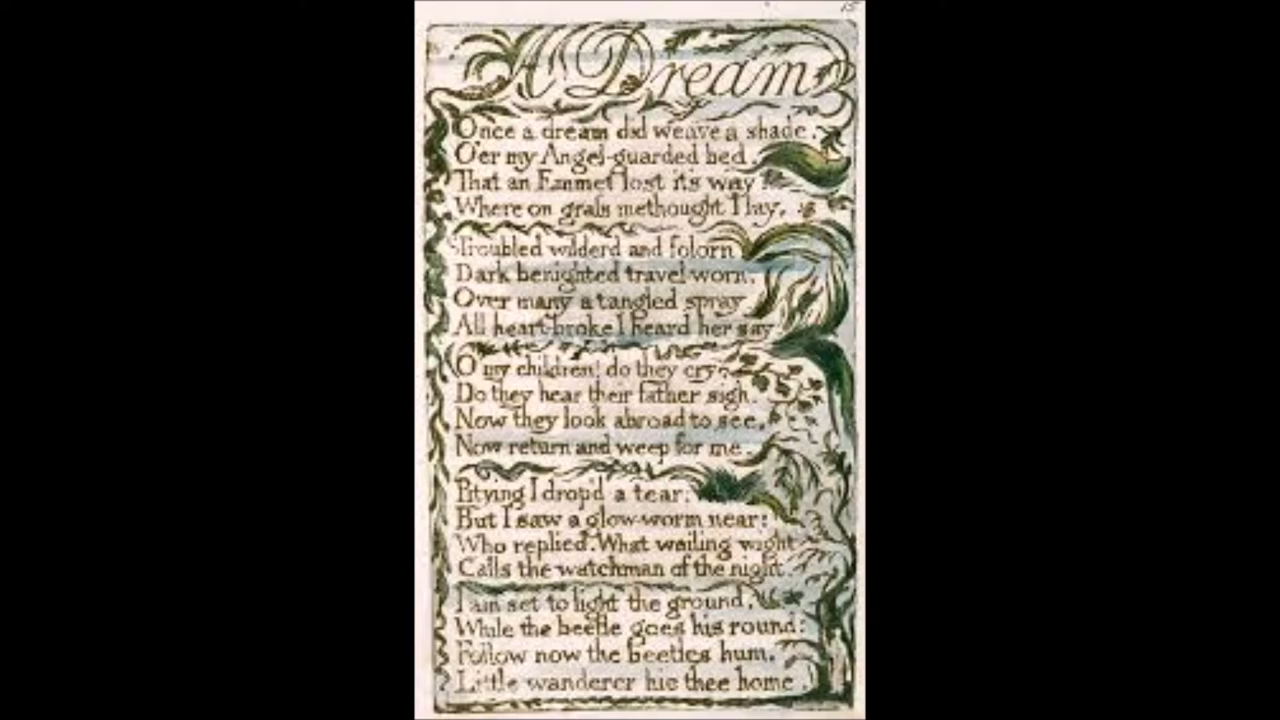 15
A Dream
Once a dream did weave a shade,
O'er my Angel-guarded bed,
That an Emmet lost it's way
Where on grass methought I lay.
Troubled wilderd and folorn
Dark benighted travel-worn,
Over many a tangled spray
All heart-broke I heard her say
O my children! do they cry
Do they hear their father sigh.
Now they look abroad to see,
Now return and weep for me.
Pitying I drop'd a tear:
But I saw a glow-worm near:
Who replied. What wailing wight
Calls the watchman of the night.
I am set to light the ground,
While the beetle goes his round:
Follow now the beetles hum,
Little wanderer hie thee home.